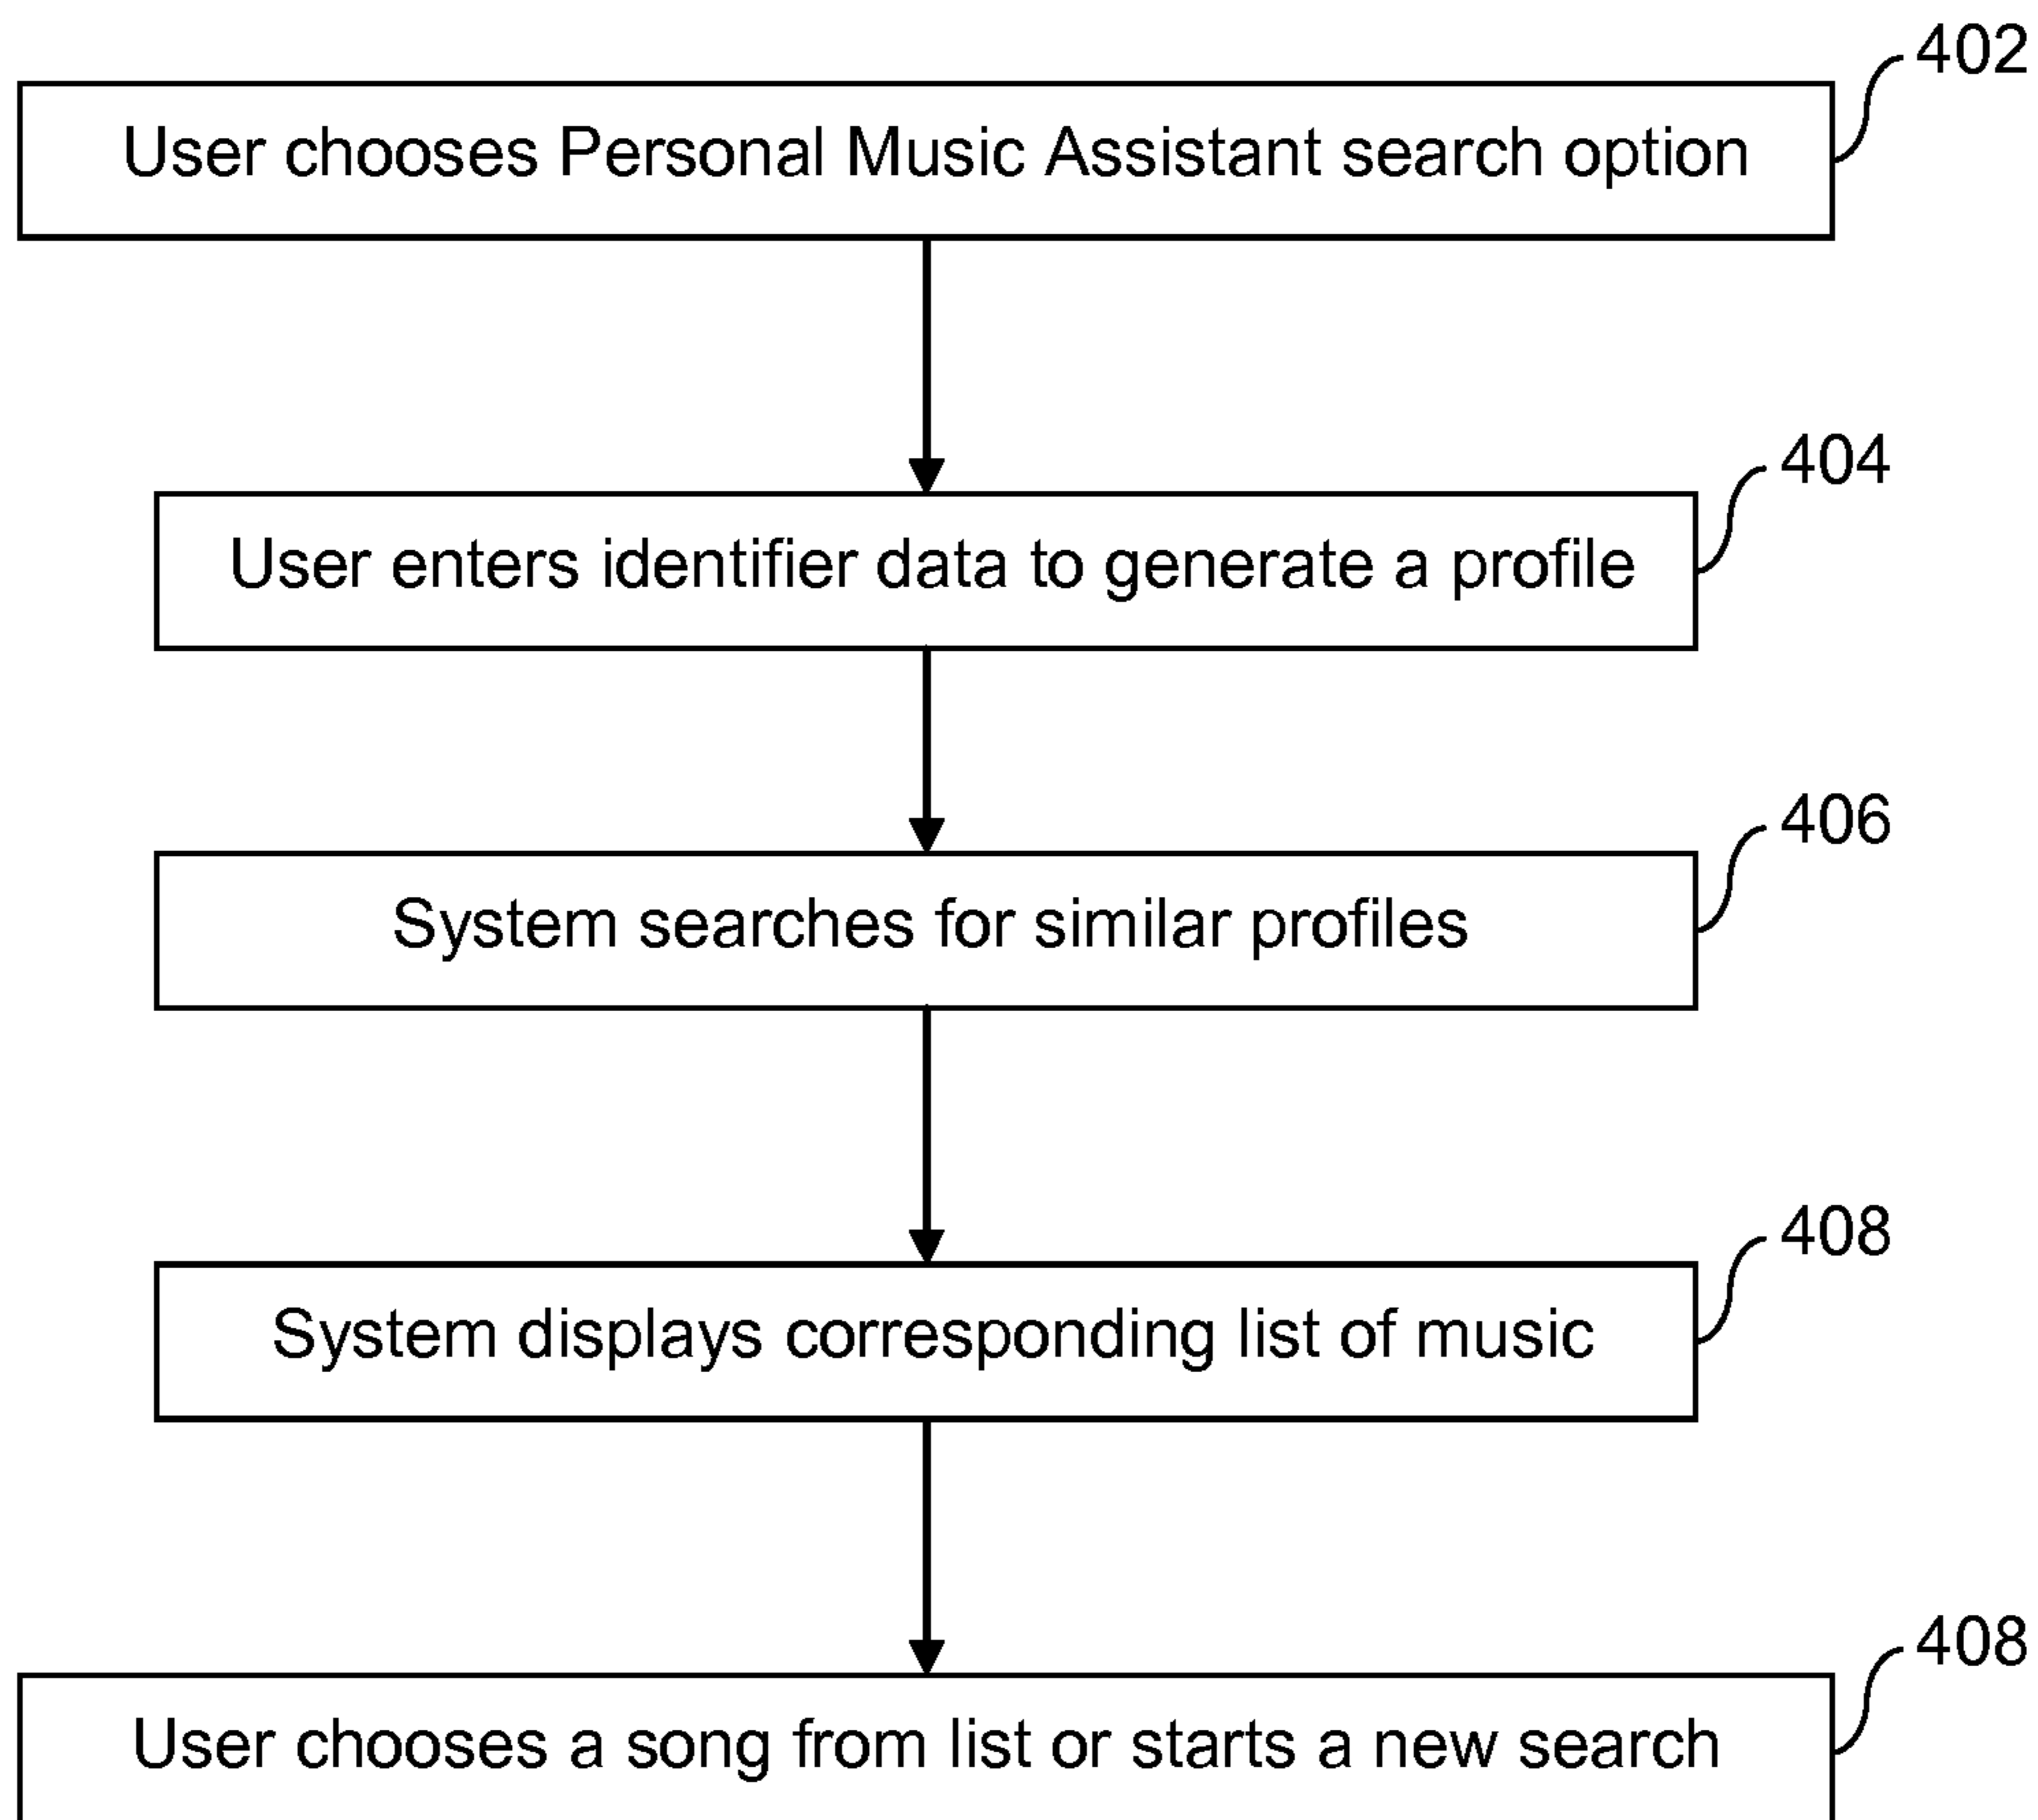 402
User chooses Personal Music Assistant search option
404
User enters identifier data to generate a profile
406
System searches for similar profiles
408
System displays corresponding list of music
408
User chooses a song from list or starts a new search